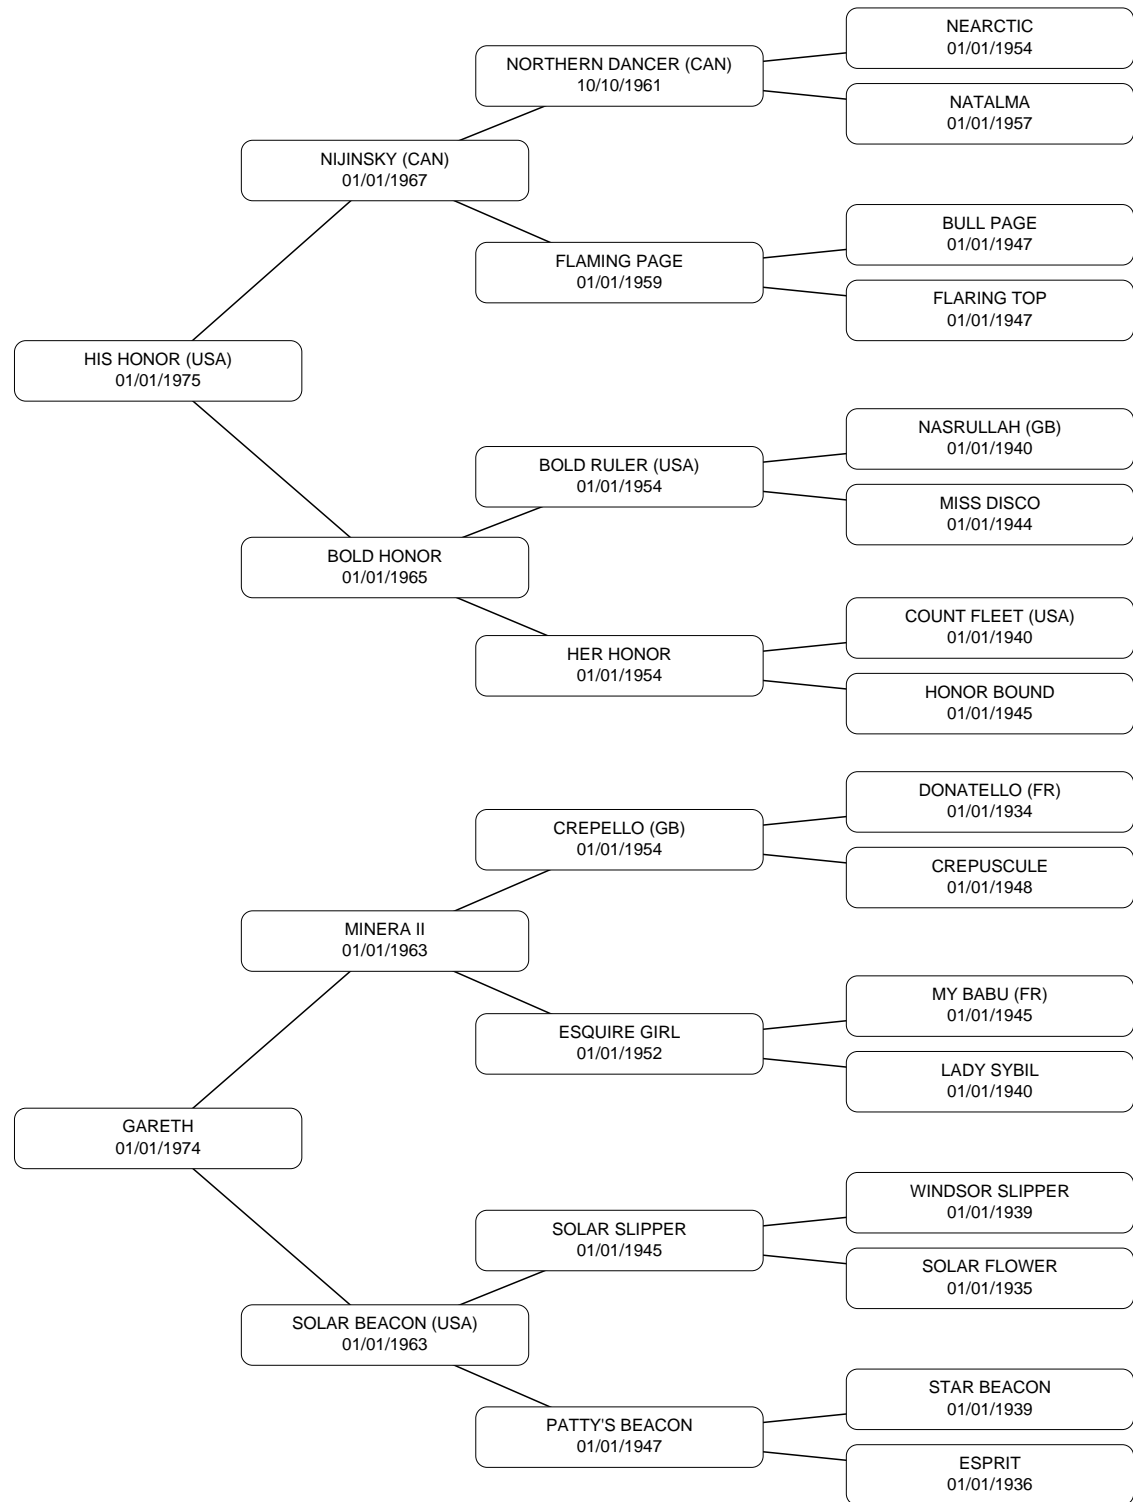 NEARCTIC
01/01/1954
NORTHERN DANCER (CAN)
10/10/1961
NATALMA
01/01/1957
NIJINSKY (CAN)
01/01/1967
BULL PAGE
01/01/1947
FLAMING PAGE
01/01/1959
FLARING TOP
01/01/1947
HIS HONOR (USA)
01/01/1975
NASRULLAH (GB)
01/01/1940
BOLD RULER (USA)
01/01/1954
MISS DISCO
01/01/1944
BOLD HONOR
01/01/1965
COUNT FLEET (USA)
01/01/1940
HER HONOR
01/01/1954
HONOR BOUND
01/01/1945
DONATELLO (FR)
01/01/1934
CREPELLO (GB)
01/01/1954
CREPUSCULE
01/01/1948
MINERA II
01/01/1963
MY BABU (FR)
01/01/1945
ESQUIRE GIRL
01/01/1952
LADY SYBIL
01/01/1940
GARETH
01/01/1974
WINDSOR SLIPPER
01/01/1939
SOLAR SLIPPER
01/01/1945
SOLAR FLOWER
01/01/1935
SOLAR BEACON (USA)
01/01/1963
STAR BEACON
01/01/1939
PATTY'S BEACON
01/01/1947
ESPRIT
01/01/1936